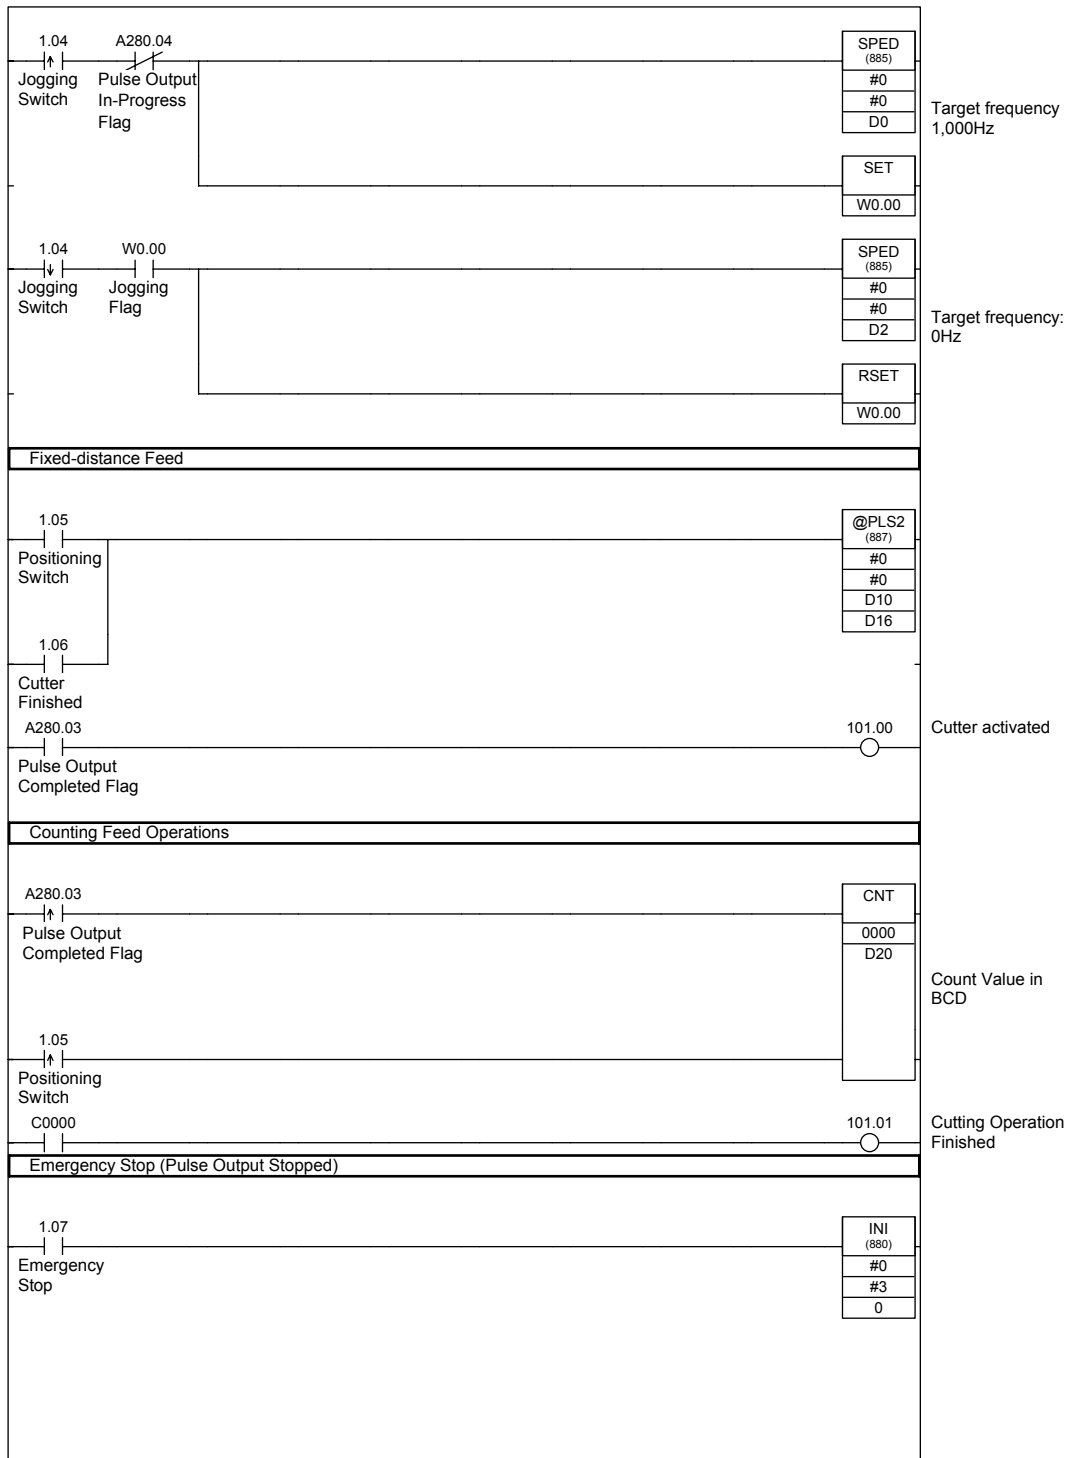 1.04 A280.04
SPED
(885)
Jogging Pulse Output
Switch In-Progress
Flag
#0
#0
D0
Target frequency
1,000Hz
SET
W0.00
1.04 W0.00
SPED
(885)
Jogging Jogging
Switch Flag
#0
#0
D2
Target frequency:
0Hz
RSET
W0.00
Fixed-distance Feed
1.05
@PLS2
(887)
Positioning
Switch
#0
#0
D10
D16
1.06
Cutter
Finished
A280.03 101.00 Cutter activated
Pulse Output
Completed Flag
Counting Feed Operations
A280.03 CNT
Pulse Output 0000
Completed Flag D20
Count Value in
BCD
1.05
Positioning
Switch
C0000 101.01 Cutting Operation
Finished
Emergency Stop (Pulse Output Stopped)
1.07 INI
(880)
Emergency #0
Stop #3
0